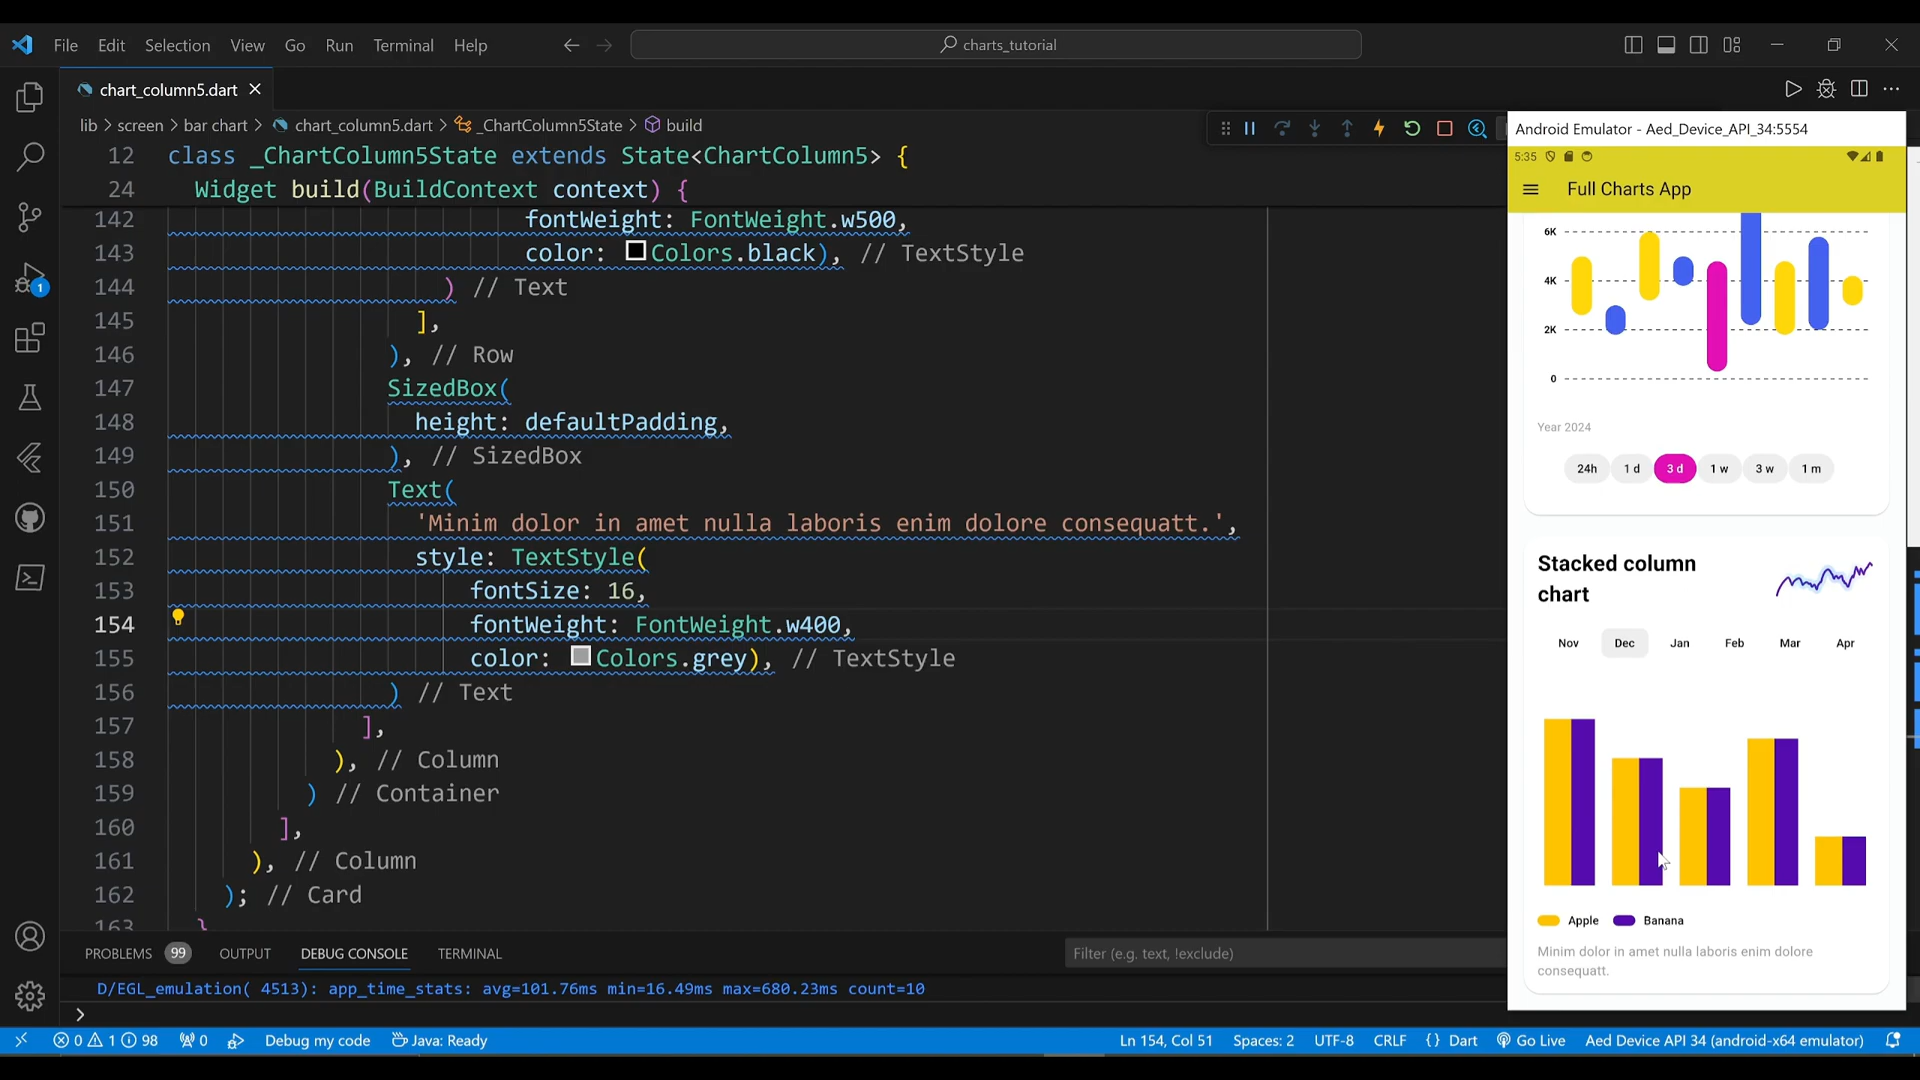 File Edit Selection View Go Run Terminal Help
charts_tutorial
chart_column5.dart
lib > screen > bar chart > chart_column5.dart > _ChartColumn5State > build
12 class _ChartColumn5State extends State<ChartColumn5> {
24 Widget build(BuildContext context) {
142 fontWeight: FontWeight.w500,
143 color: Colors.black), // TextStyle
144 ) // Text
145 ],
146 ), // Row
147 SizedBox(
148 height: defaultPadding,
149 ), // SizedBox
150 Text(
151 'Minim dolor in amet nulla laboris enim dolore consequatt.',
152 style: TextStyle(
153 fontSize: 16,
154 fontWeight: FontWeight.w400,
155 color: Colors.grey), // TextStyle
156 ) // Text
157 ],
158 ), // Column
159 ) // Container
160 ],
161 ), // Column
162 ); // Card
163 }
1
PROBLEMS 99 OUTPUT DEBUG CONSOLE TERMINAL
Filter (e.g. text, !exclude)
D/EGL_emulation( 4513): app_time_stats: avg=101.76ms min=16.49ms max=680.23ms count=10
>
0 1 98 0 Debug my code Java: Ready
Ln 154, Col 51 Spaces: 2 UTF-8 CRLF {} Dart Go Live Aed Device API 34 (android-x64 emulator)
Android Emulator - Aed_Device_API_34:5554
5:35
Full Charts App
6K
4K
2K
0
Year 2024
24h 1 d 3 d 1 w 3 w 1 m
Stacked column
chart
Nov Dec Jan Feb Mar Apr
Apple Banana
Minim dolor in amet nulla laboris enim dolore
consequatt.